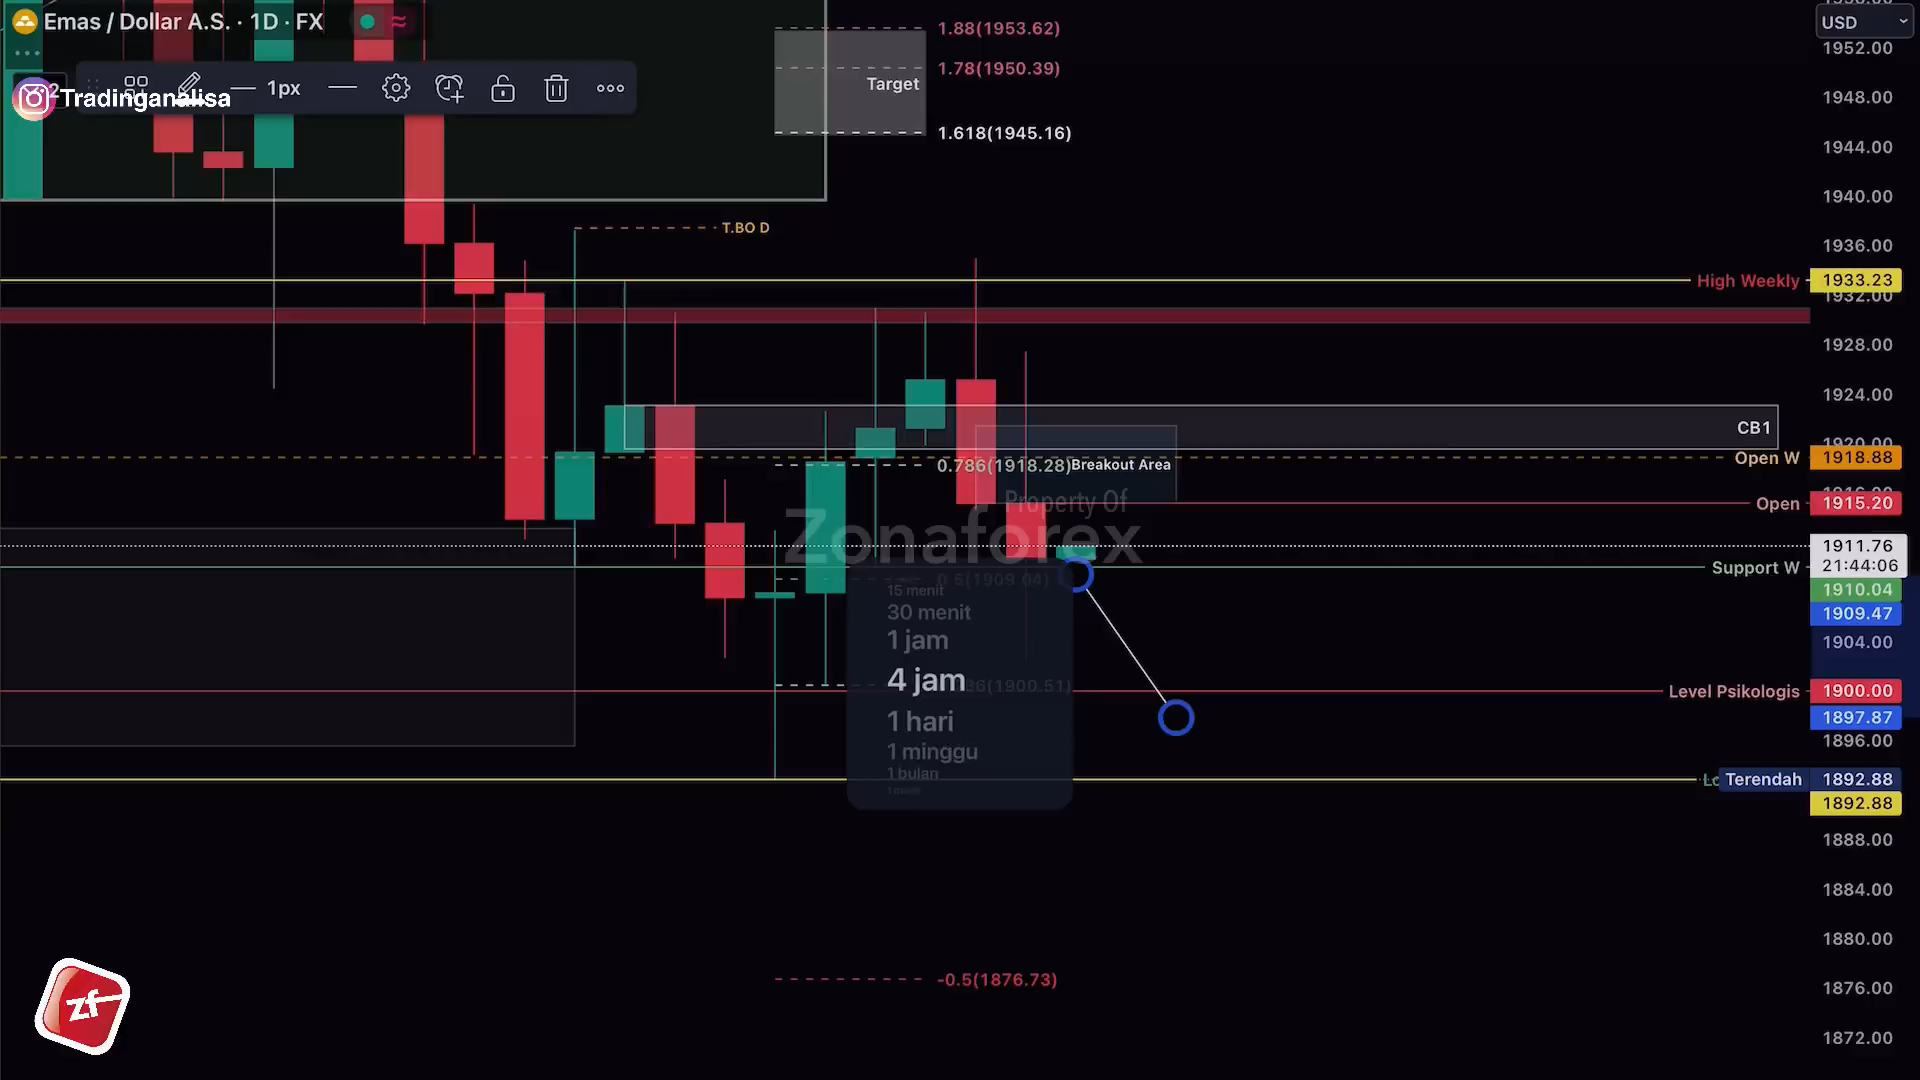 Emas / Dollar A.S. · 1D · FX
USD
1px
Tradinganalisa
1.88(1953.62)
1.78(1950.39)
Target
1.618(1945.16)
T.BO D
1952.00
1948.00
1944.00
1940.00
1936.00
High Weekly
1933.23
1932.00
1928.00
1924.00
CB1
1920.00
Open W
1918.88
0.786(1918.28)
Breakout Area
Property Of
Zonaforex
Open
1915.20
1911.76
21:44:06
Support W
1910.04
1909.47
1904.00
15 menit
30 menit
1 jam
4 jam
1 hari
1 minggu
1 bulan
Level Psikologis
1900.00
1897.87
1896.00
Terendah
1892.88
1892.88
1888.00
1884.00
1880.00
-0.5(1876.73)
1876.00
1872.00
zf